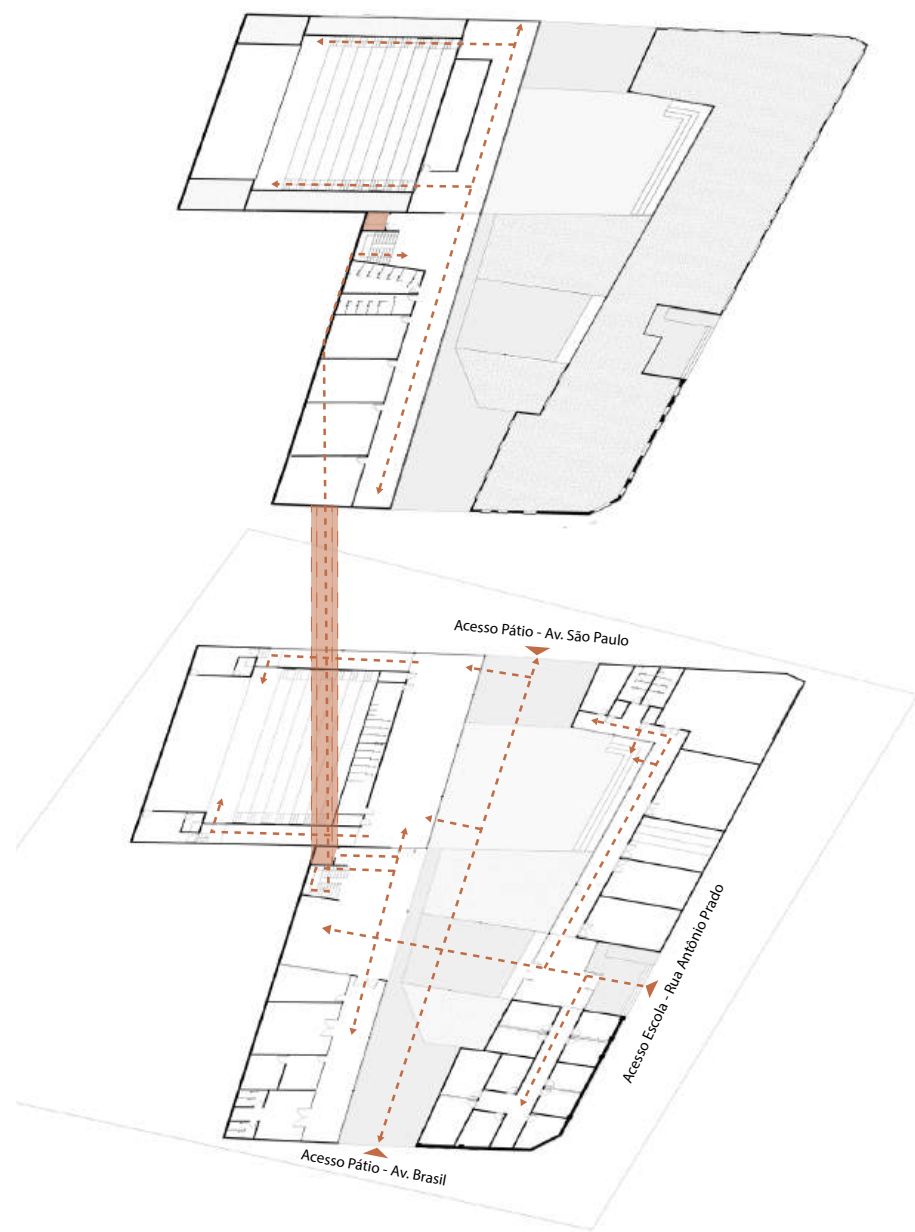 Acesso Pátio - Av. São Paulo
Acesso Escola - Rua Antônio Prado
Acesso Pátio - Av. Brasil